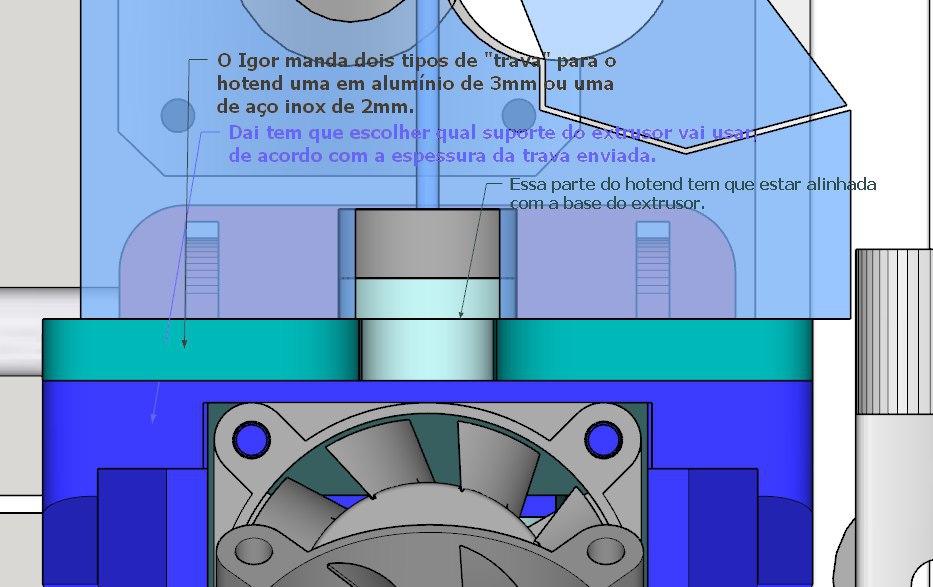 O Igor manda dois tipos de "trava" para o
hotend uma em alumínio de 3mm ou uma
de aço inox de 2mm.
Dai tem que escolher qual suporte do extrusor vai usar
de acordo com a espessura da trava enviada.
Essa parte do hotend tem que estar alinhada
com a base do extrusor.